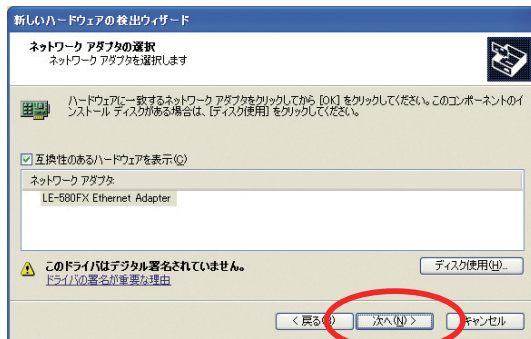 新しいハードウェアの検出ウィザード
ネットワーク アダプタの選択
ネットワーク アダプタを選択します
ハードウェアに一致するネットワーク アダプタをクリックしてから [OK] をクリックしてください。このコンポーネントのイ
ンストール ディスクがある場合は、[ディスク使用] をクリックしてください。
互換性のあるハードウェアを表示(C)
ネットワーク アダプタ:
LE-580FX Ethernet Adapter
このドライバはデジタル署名されていません。
ディスク使用(H)...
ドライバの署名が重要な理由
< 戻る(B) 次へ(N) > キャンセル